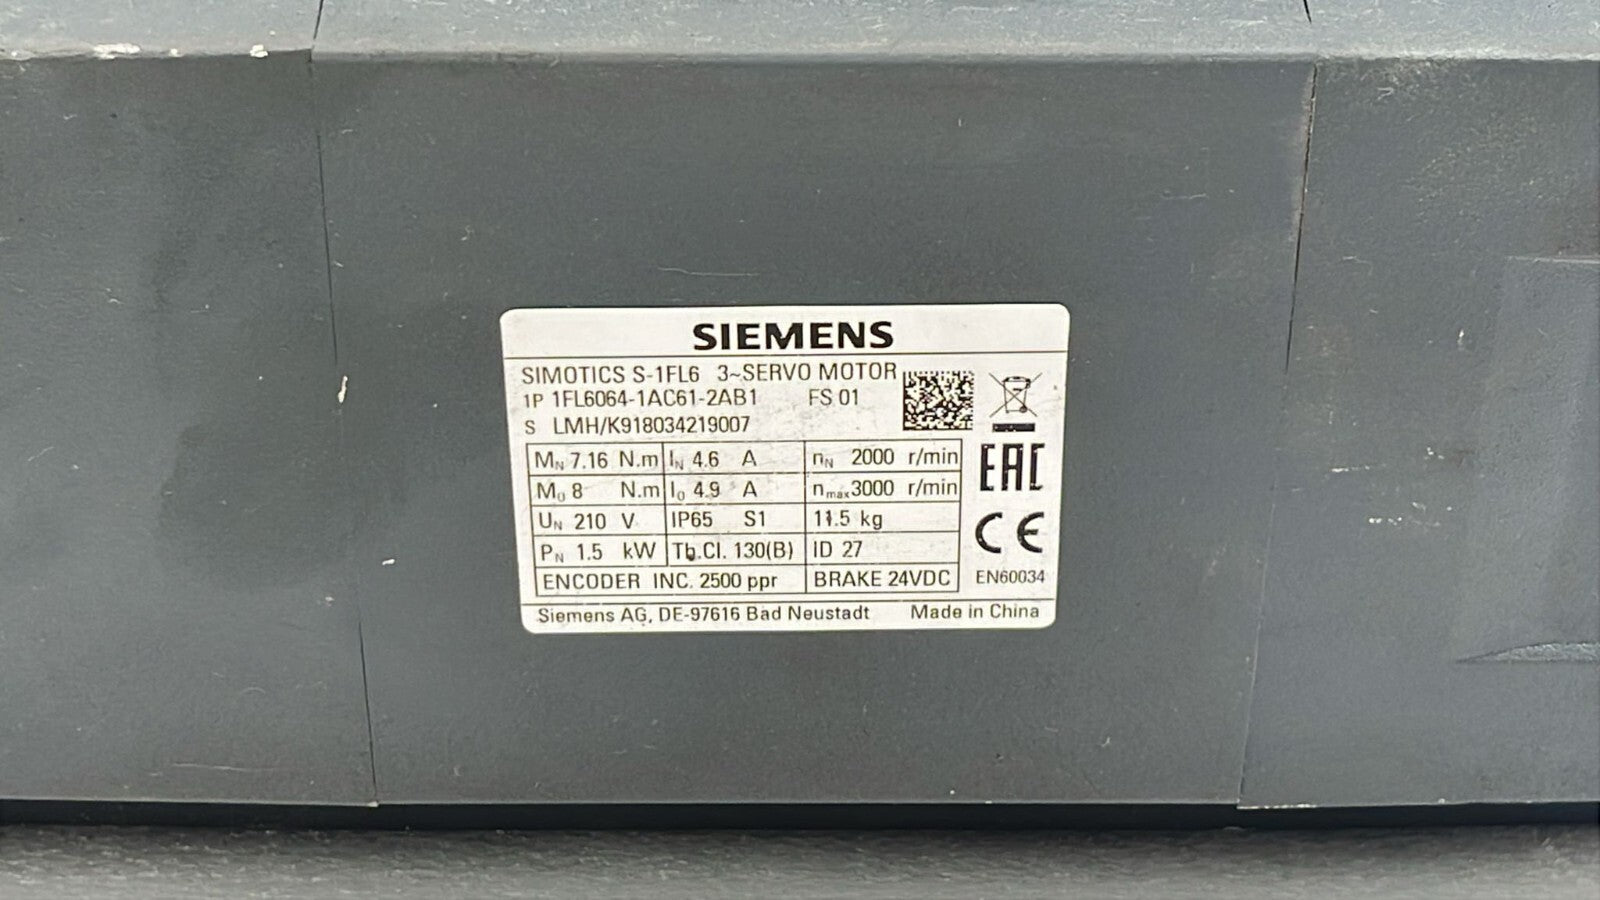 SIEMENS
SIMOTICS S-1FL6 3~SERVO MOTOR
1P 1FL6064-1AC61-2AB1 FS 01
S LMH/K918034219007
MN 7.16 N.m IN 4.6 A nN 2000 r/min
M0 8 N.m I0 4.9 A nmax 3000 r/min
UN 210 V IP65 S1 11.5 kg
PN 1.5 kW Th.Cl. 130(B) ID 27
ENCODER INC. 2500 ppr BRAKE 24VDC
EAC
CE
EN60034
Siemens AG, DE-97616 Bad Neustadt Made in China